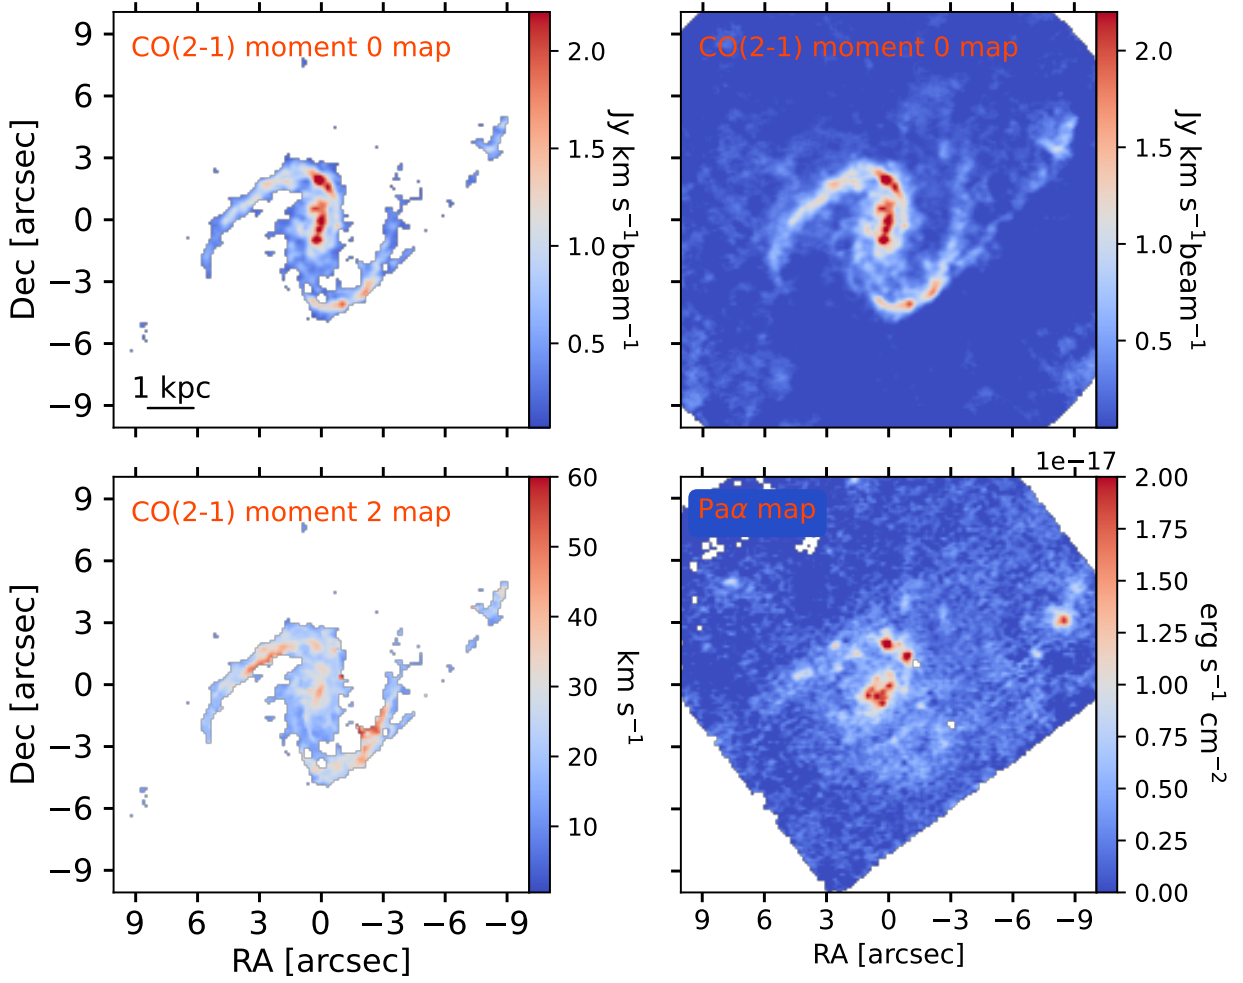 CO(2-1) moment 0 map
9
6
3
0
−3
−6
−9
Dec [arcsec]
1 kpc
2.0
1.5
1.0
0.5
Jy km s⁻¹beam⁻¹
CO(2-1) moment 0 map
2.0
1.5
1.0
0.5
Jy km s⁻¹beam⁻¹
CO(2-1) moment 2 map
9
6
3
0
−3
−6
−9
Dec [arcsec]
9 6 3 0 −3 −6 −9
RA [arcsec]
60
50
40
30
20
10
km s⁻¹
1e−17
Paα map
9 6 3 0 −3 −6 −9
RA [arcsec]
2.00
1.75
1.50
1.25
1.00
0.75
0.50
0.25
0.00
erg s⁻¹ cm⁻²